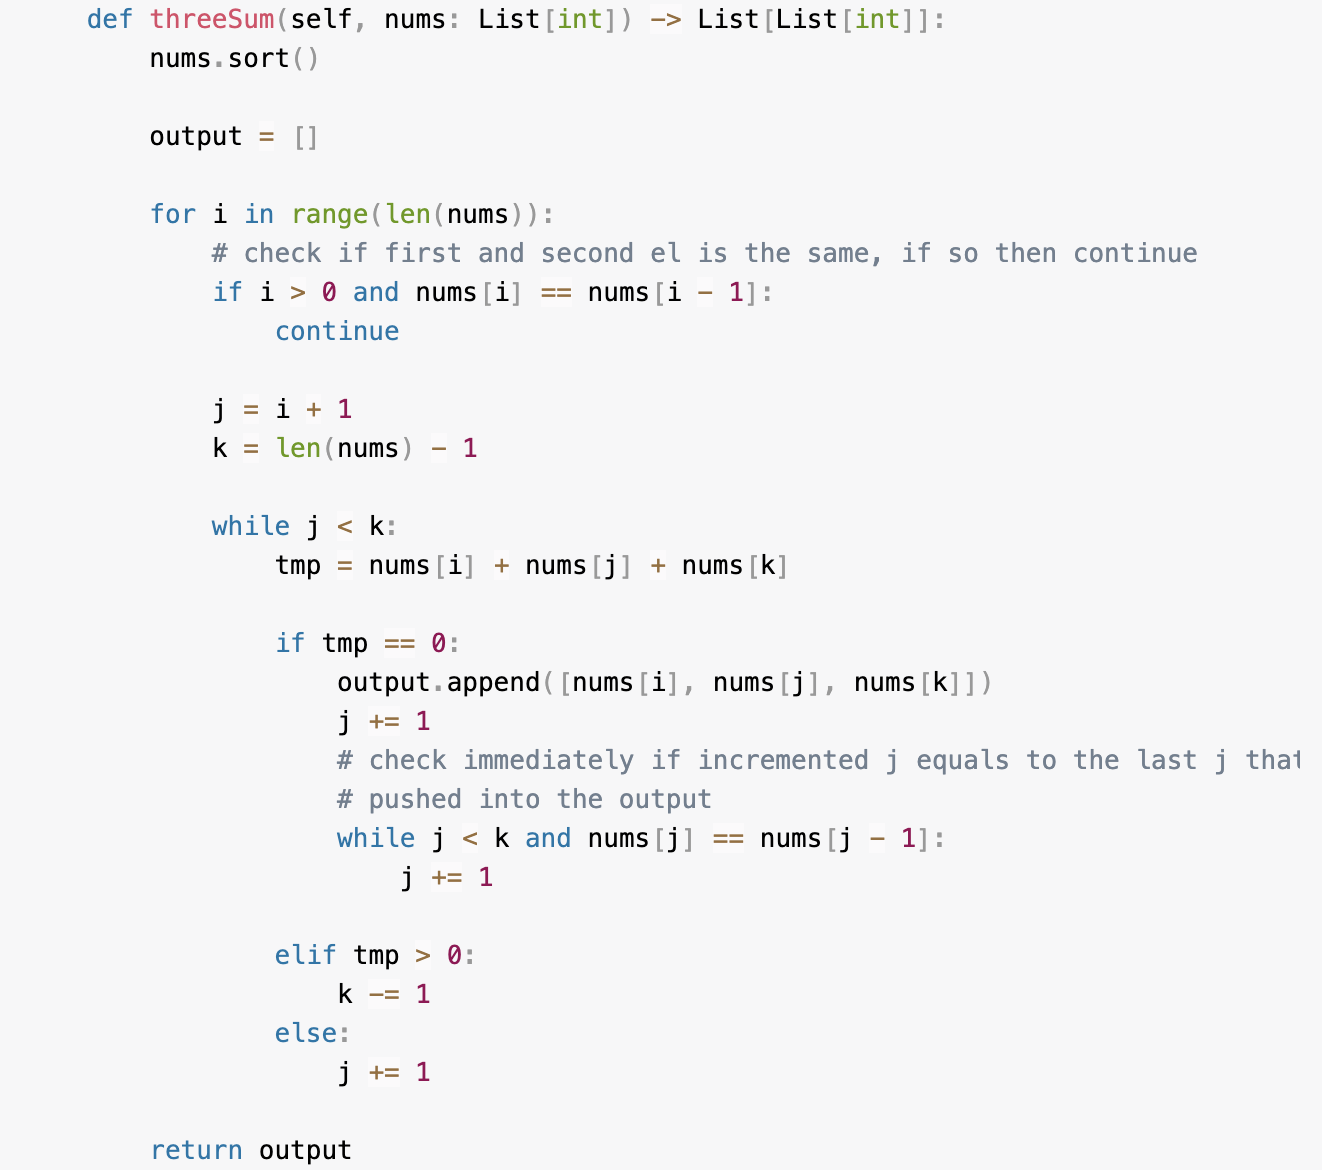 def threeSum(self, nums: List[int]) -> List[List[int]]:
    nums.sort()

    output = []

    for i in range(len(nums)):
        # check if first and second el is the same, if so then continue
        if i > 0 and nums[i] == nums[i - 1]:
            continue

        j = i + 1
        k = len(nums) - 1

        while j < k:
            tmp = nums[i] + nums[j] + nums[k]

            if tmp == 0:
                output.append([nums[i], nums[j], nums[k]])
                j += 1
                # check immediately if incremented j equals to the last j that
                # pushed into the output
                while j < k and nums[j] == nums[j - 1]:
                    j += 1

            elif tmp > 0:
                k -= 1
            else:
                j += 1

    return output